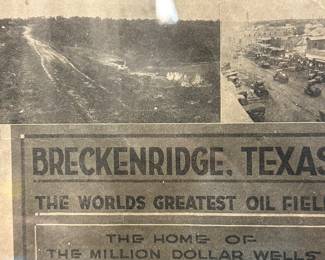 BRECKENRIDGE, TEXAS
THE WORLDS GREATEST OIL FIELD
THE HOME OF
THE MILLION DOLLAR WELLS